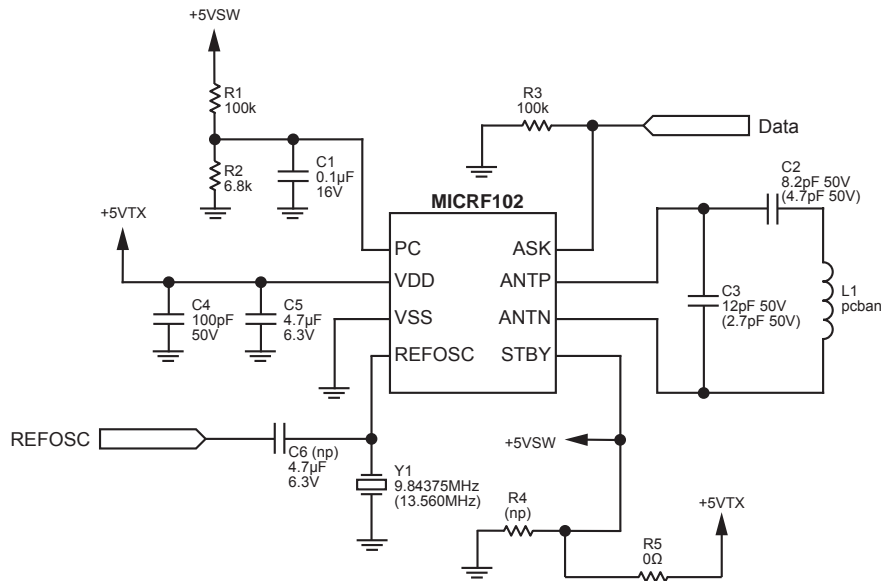 +5VSW
R1
100k
R2
6.8k
C1
0.1µF
16V
R3
100k
Data
C2
8.2pF 50V
(4.7pF 50V)
MICRF102
PC
VDD
VSS
REFOSC
ASK
ANTP
ANTN
STBY
+5VTX
C4
100pF
50V
C5
4.7µF
6.3V
C3
12pF 50V
(2.7pF 50V)
L1
pcban
REFOSC
C6 (np)
4.7µF
6.3V
Y1
9.84375MHz
(13.560MHz)
+5VSW
R4
(np)
R5
0Ω
+5VTX